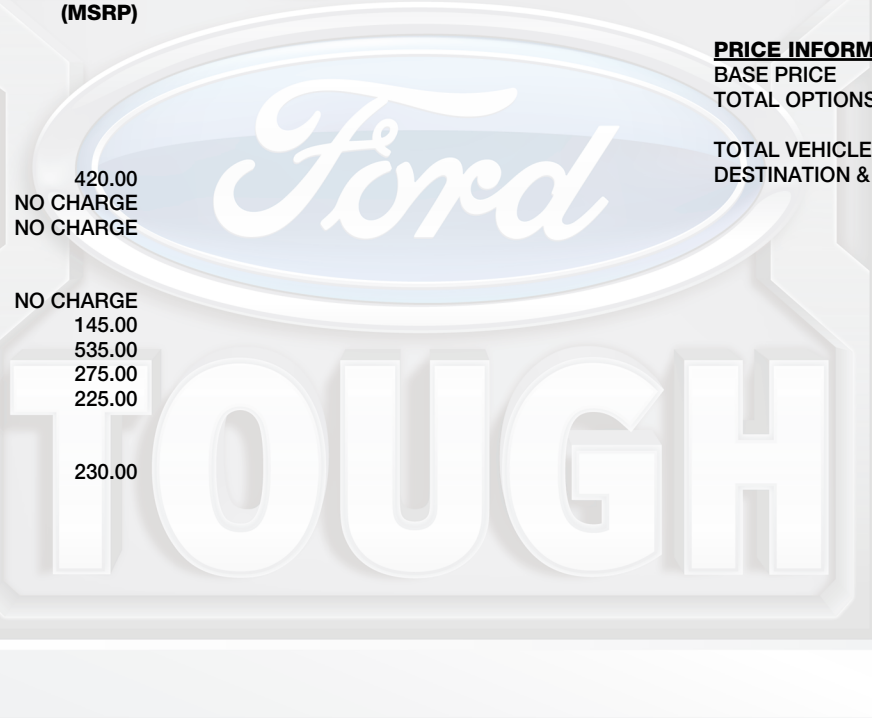 (MSRP)
420.00
NO CHARGE
NO CHARGE
NO CHARGE
145.00
535.00
275.00
225.00
230.00
PRICE INFORM
BASE PRICE
TOTAL OPTIONS
TOTAL VEHICLE
DESTINATION &
Ford
TOUGH